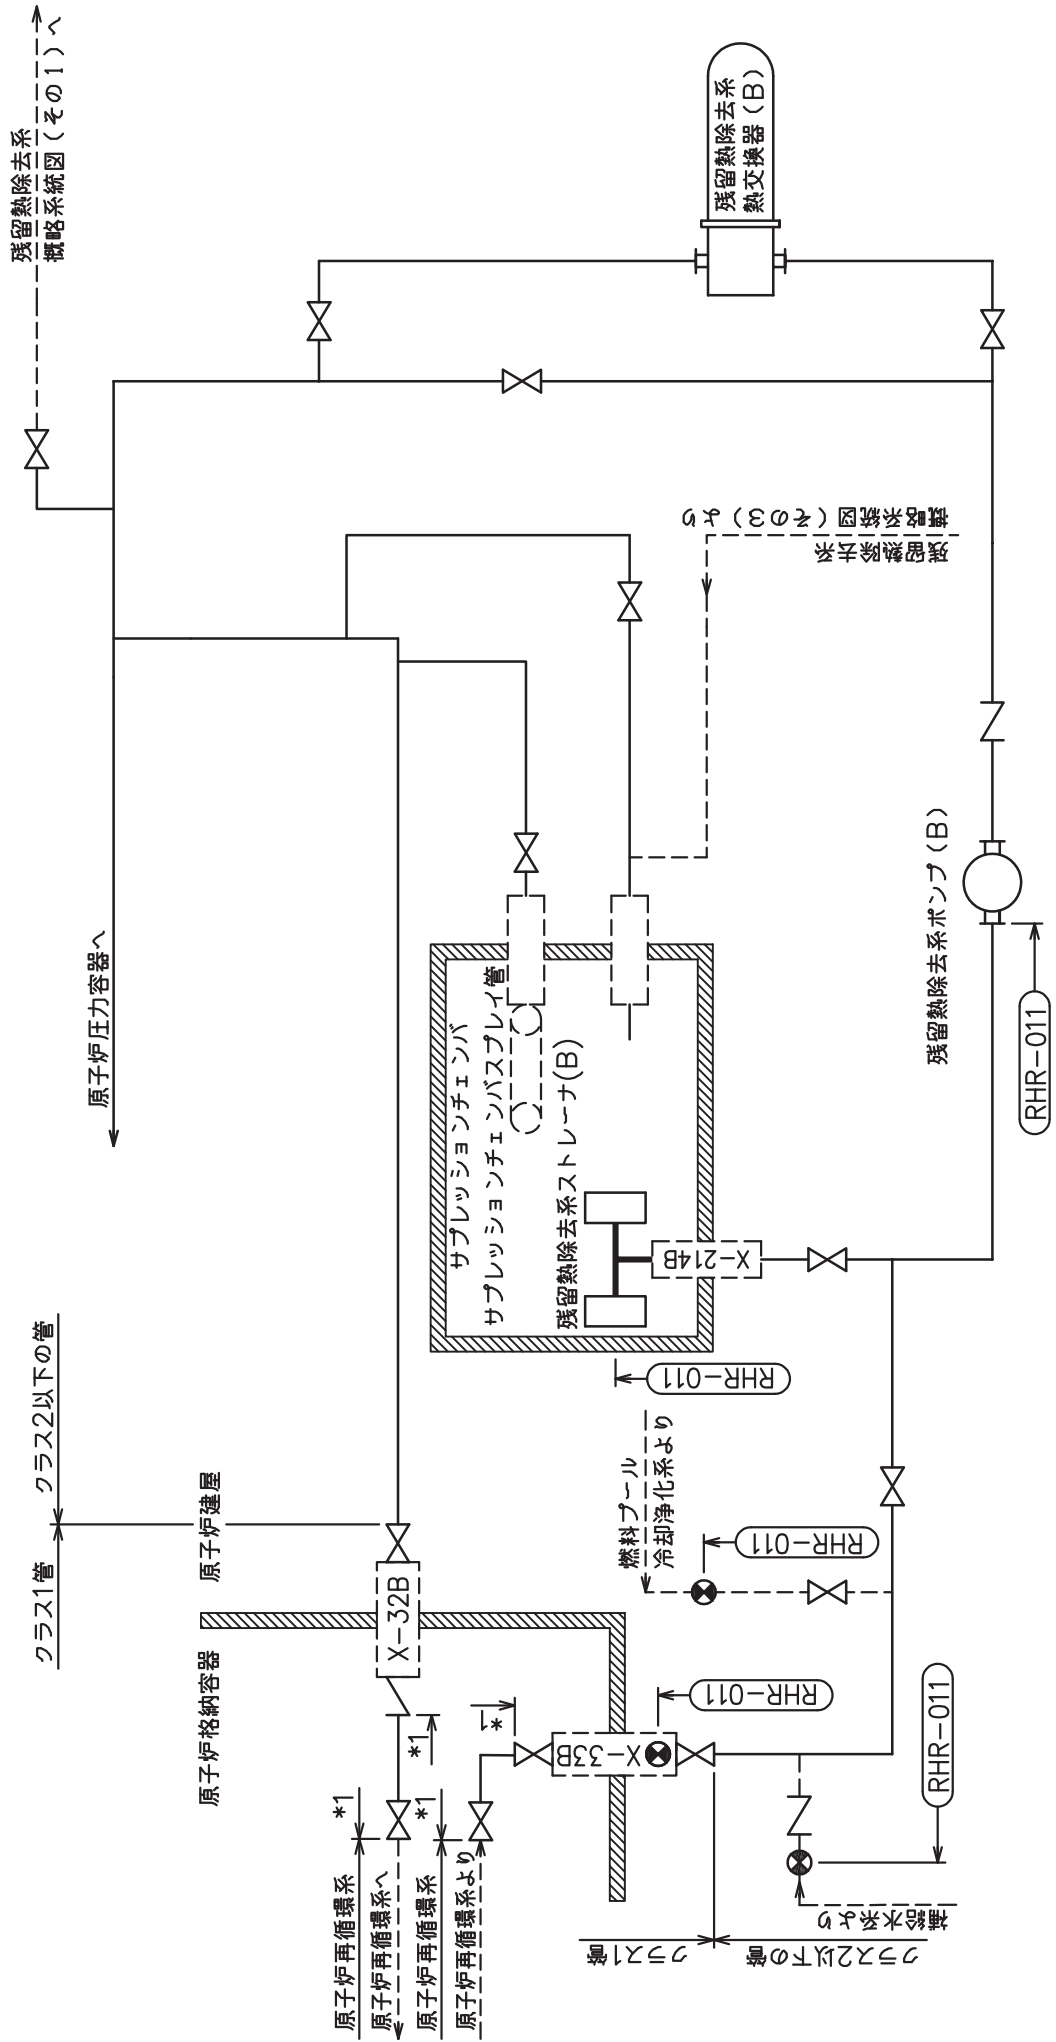 残留熱除去系
概略系統図(その1)へ
残留熱除去系
熱交換器(B)
残留熱除去系
概略系統図(その3)より
原子炉圧力容器へ
残留熱除去系ポンプ(B)
RHR-011
サプレッションチェンバ
サプレッションチェンバスプレイ管
残留熱除去系ストレーナ(B)
X-214B
RHR-011
クラス1管
クラス2以下の管
原子炉建屋
原子炉格納容器
X-32B
燃料プール
冷却浄化系より
RHR-011
RHR-011
X-33B
*1
*1
*1
*1
原子炉再循環系
原子炉再循環系へ
原子炉再循環系
原子炉再循環系より
RHR-011
補給水系より
クラス1管
クラス2以下の管